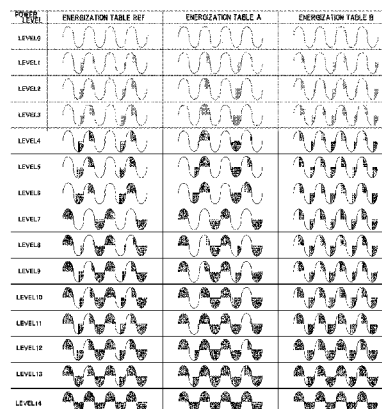 POWER LEVEL
ENERGIZATION TABLE REF
ENERGIZATION TABLE A
ENERGIZATION TABLE B
LEVEL0
LEVEL1
LEVEL2
LEVEL3
LEVEL4
LEVEL5
LEVEL6
LEVEL7
LEVEL8
LEVEL9
LEVEL10
LEVEL11
LEVEL12
LEVEL13
LEVEL14